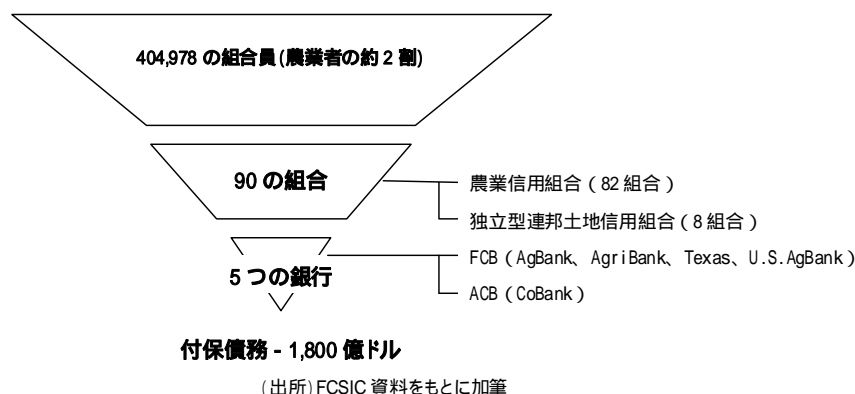 404,978 の組合員(農業者の約2割)
90 の組合
農業信用組合(82組合)
独立型連邦土地信用組合(8組合)
5 つの銀行
FCB(AgBank、AgriBank、Texas、U.S.AgBank)
ACB(CoBank)
付保債務 - 1,800 億ドル
(出所)FCSIC 資料をもとに加筆